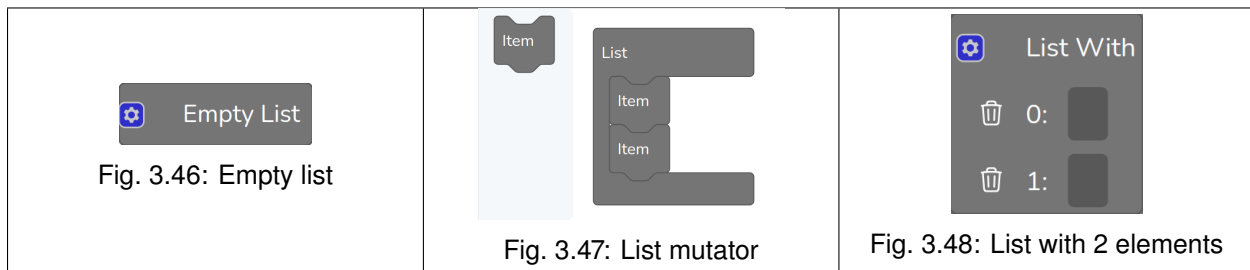 Empty List
Fig. 3.46: Empty list
Item
List
Item
Item
Fig. 3.47: List mutator
List With
0:
1:
Fig. 3.48: List with 2 elements